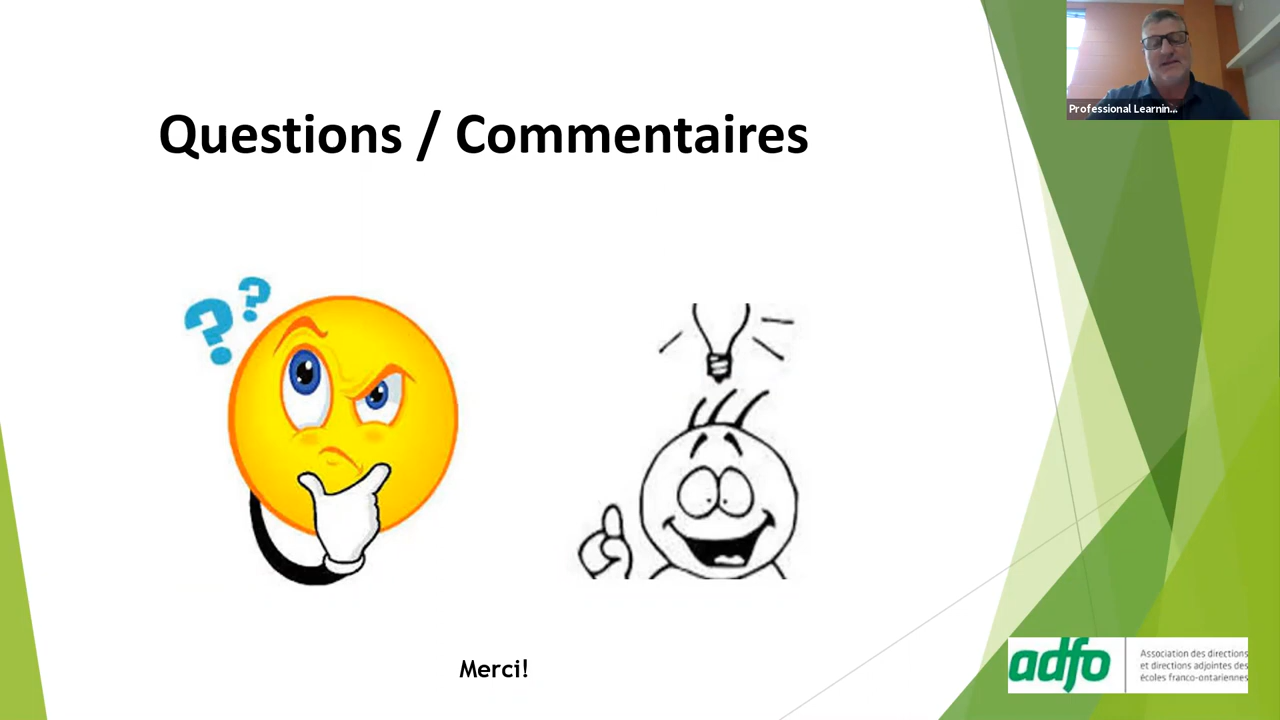 Questions / Commentaires
Professional Learnin...
? ?
Merci!
adfo
Association des directions
et directions adjointes des
écoles franco-ontariennes